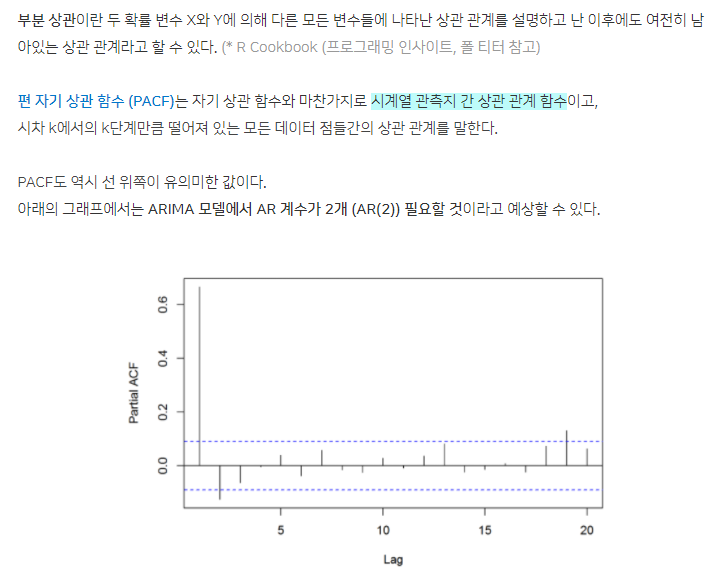 부분 상관이란 두 확률 변수 X와 Y에 의해 다른 모든 변수들에 나타난 상관 관계를 설명하고 난 이후에도 여전히 남
아있는 상관 관계라고 할 수 있다. (* R Cookbook (프로그래밍 인사이트, 폴 티터 참고)
편 자기 상관 함수 (PACF)는 자기 상관 함수와 마찬가지로 시계열 관측지 간 상관 관계 함수이고,
시차 k에서의 k단계만큼 떨어져 있는 모든 데이터 점들간의 상관 관계를 말한다.
PACF도 역시 선 위쪽이 유의미한 값이다.
아래의 그래프에서는 ARIMA 모델에서 AR 계수가 2개 (AR(2)) 필요할 것이라고 예상할 수 있다.
Partial ACF
0.6
0.4
0.2
0.0
5 10 15 20
Lag